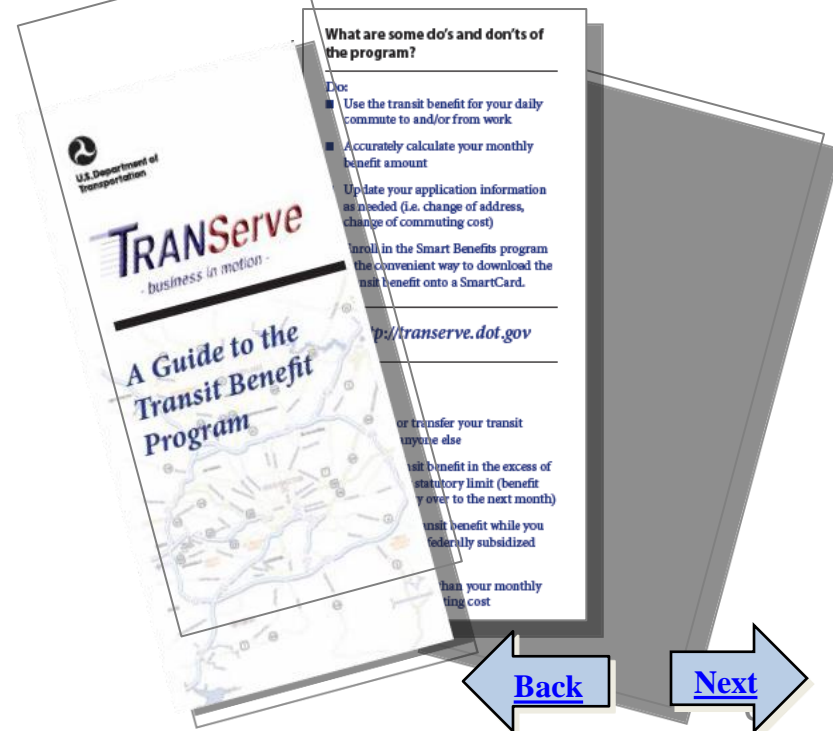 What are some do's and don'ts of
the program?
Do:
■ Use the transit benefit for your daily
commute to and/or from work
■ Accurately calculate your monthly
benefit amount
Update your application information
as needed (i.e. change of address,
change of commuting cost)
Enroll in the Smart Benefits program
the convenient way to download the
transit benefit onto a SmartCard.
p://transerve.dot.gov
or transfer your transit
anyone else
benefit in the excess of
statutory limit (benefit
over to the next month)
benefit while you
federally subsidized
than your monthly
cost
U.S. Department of
Transportation
TRANServe
- business in motion -
A Guide to the
Transit Benefit
Program
Back
Next